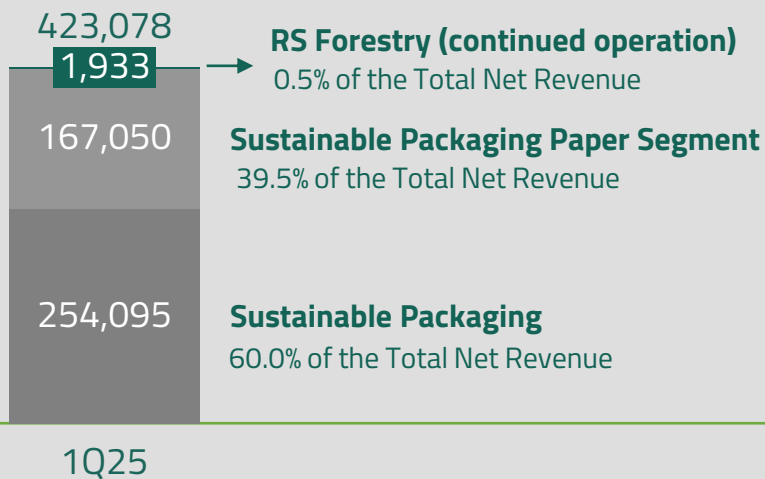 423,078
1,933
RS Forestry (continued operation)
0.5% of the Total Net Revenue
167,050
Sustainable Packaging Paper Segment
39.5% of the Total Net Revenue
254,095
Sustainable Packaging
60.0% of the Total Net Revenue
1Q25